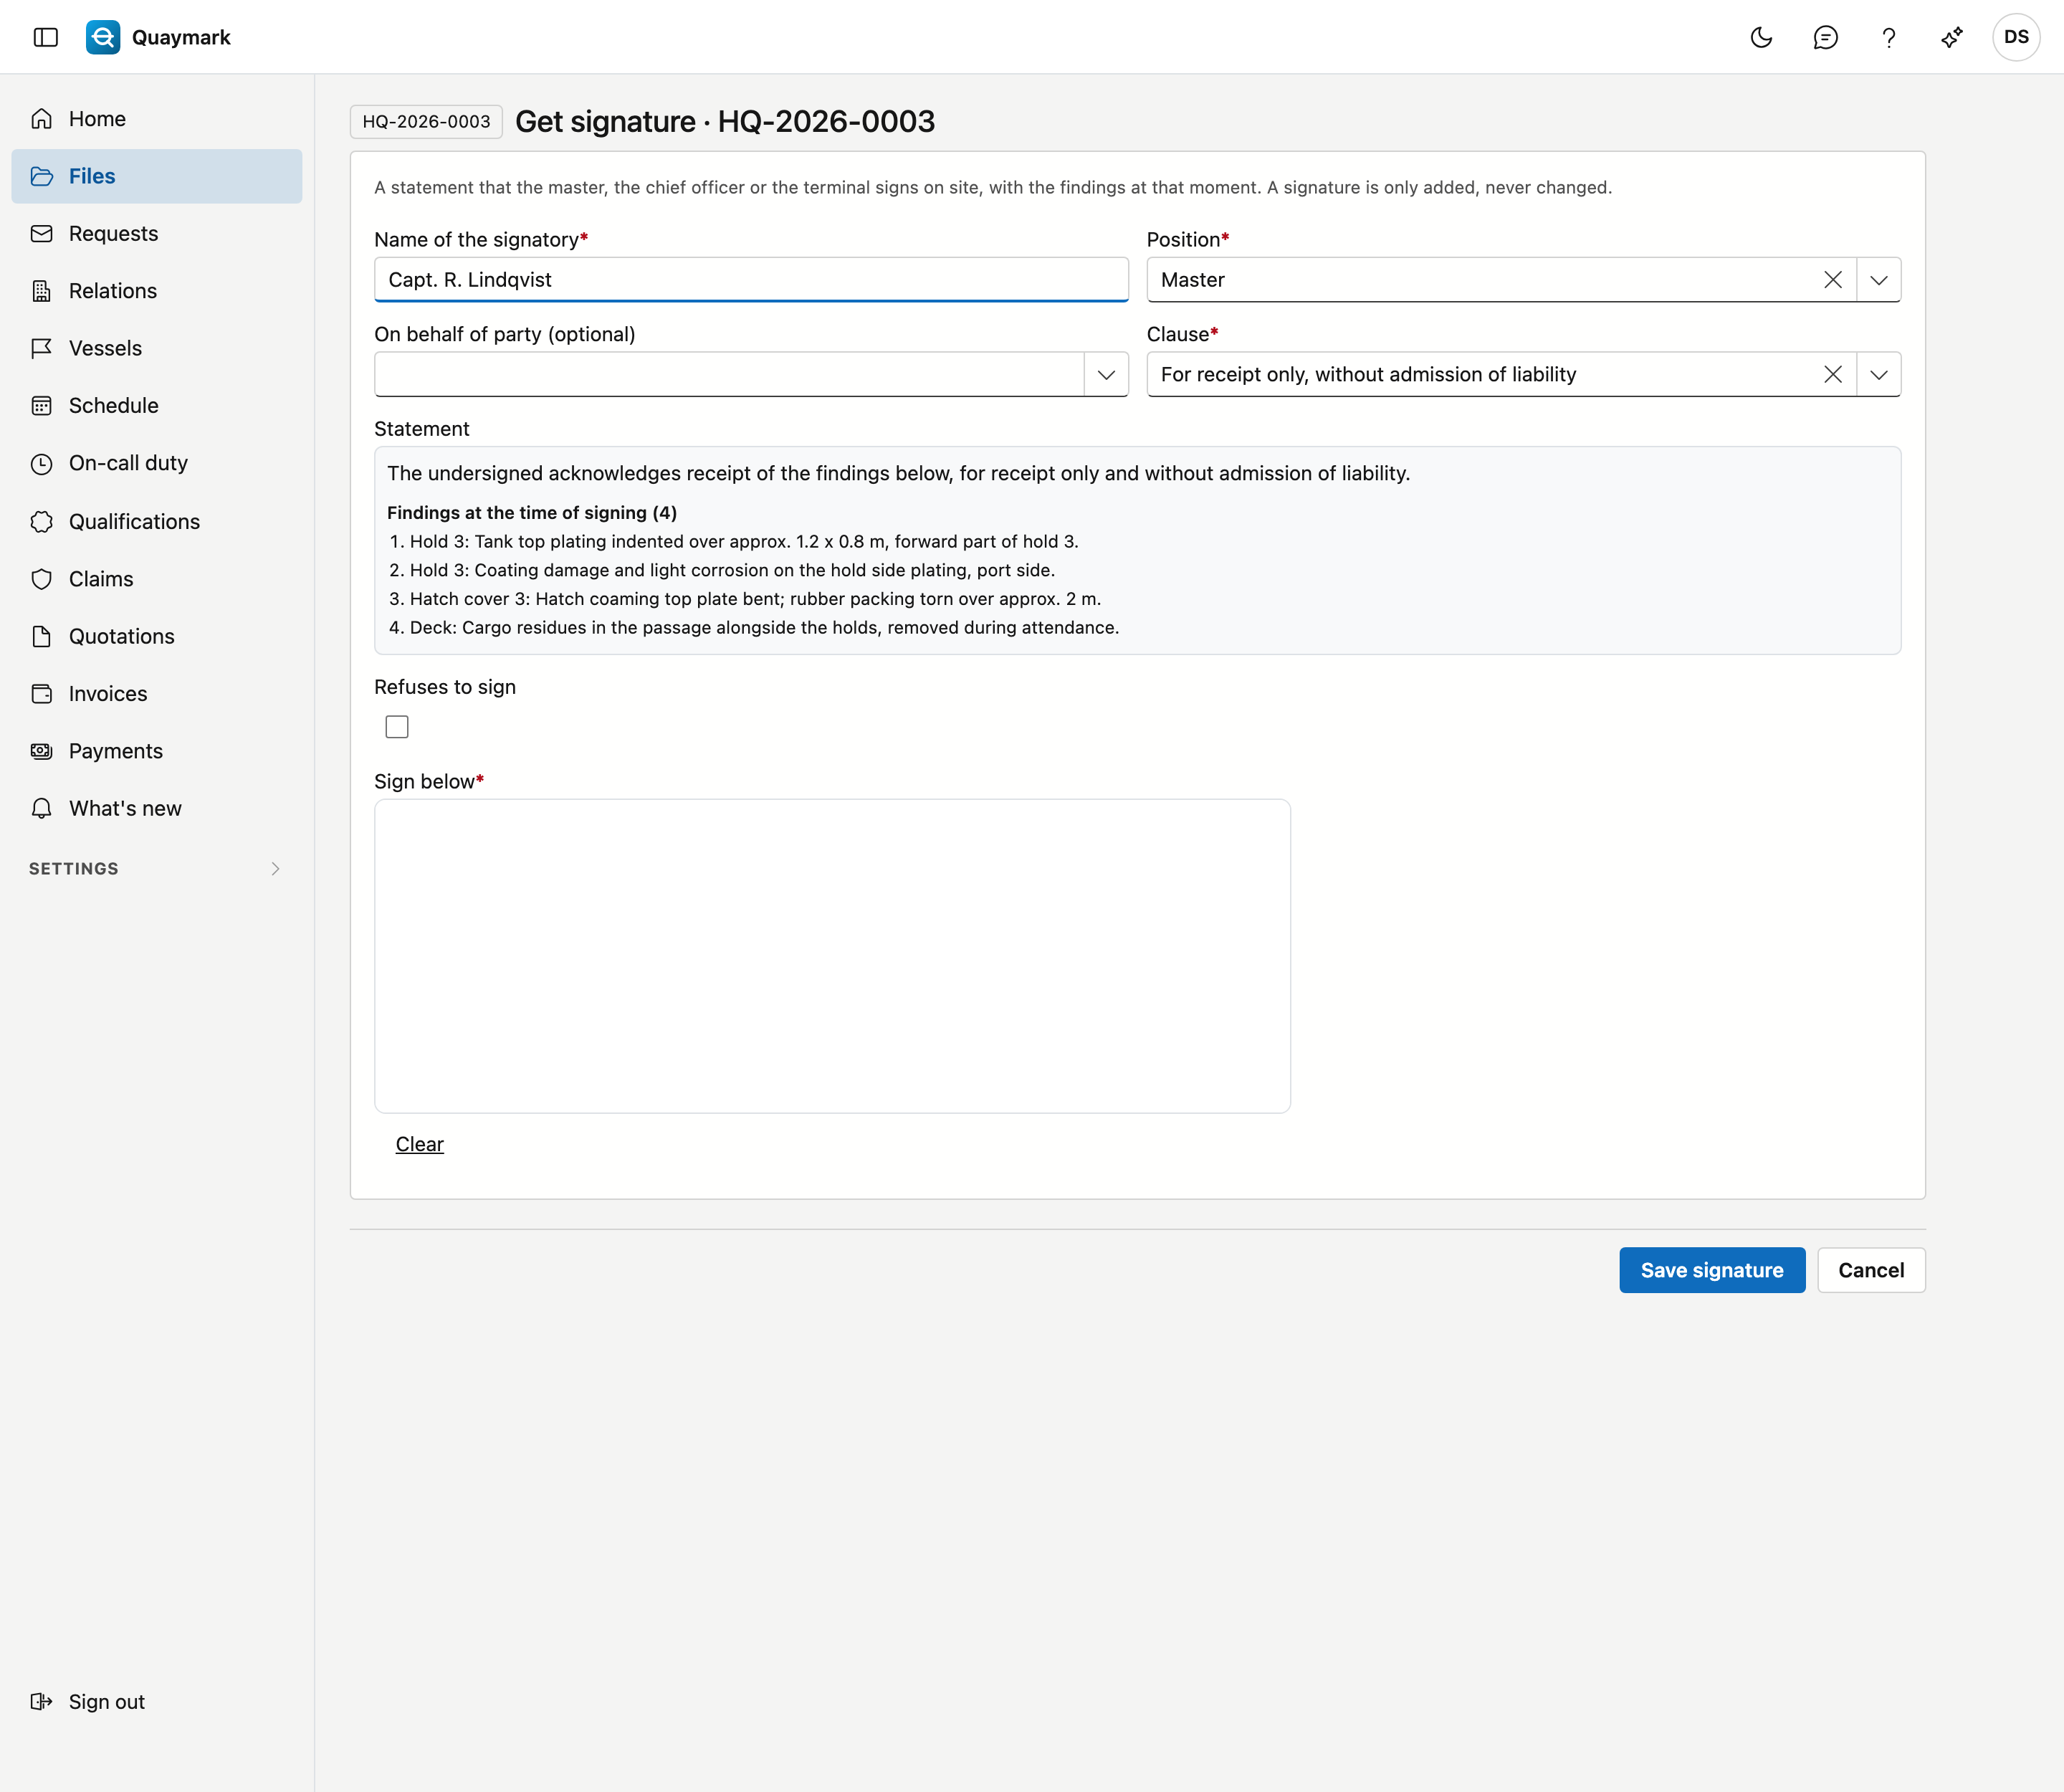 Quaymark
DS
Home
Files
Requests
Relations
Vessels
Schedule
On-call duty
Qualifications
Claims
Quotations
Invoices
Payments
What's new
SETTINGS
Sign out
HQ-2026-0003 Get signature · HQ-2026-0003
A statement that the master, the chief officer or the terminal signs on site, with the findings at that moment. A signature is only added, never changed.
Name of the signatory*
Capt. R. Lindqvist
Position*
Master
On behalf of party (optional)
Clause*
For receipt only, without admission of liability
Statement
The undersigned acknowledges receipt of the findings below, for receipt only and without admission of liability.
Findings at the time of signing (4)
1. Hold 3: Tank top plating indented over approx. 1.2 x 0.8 m, forward part of hold 3.
2. Hold 3: Coating damage and light corrosion on the hold side plating, port side.
3. Hatch cover 3: Hatch coaming top plate bent; rubber packing torn over approx. 2 m.
4. Deck: Cargo residues in the passage alongside the holds, removed during attendance.
Refuses to sign
Sign below*
Clear
Save signature
Cancel